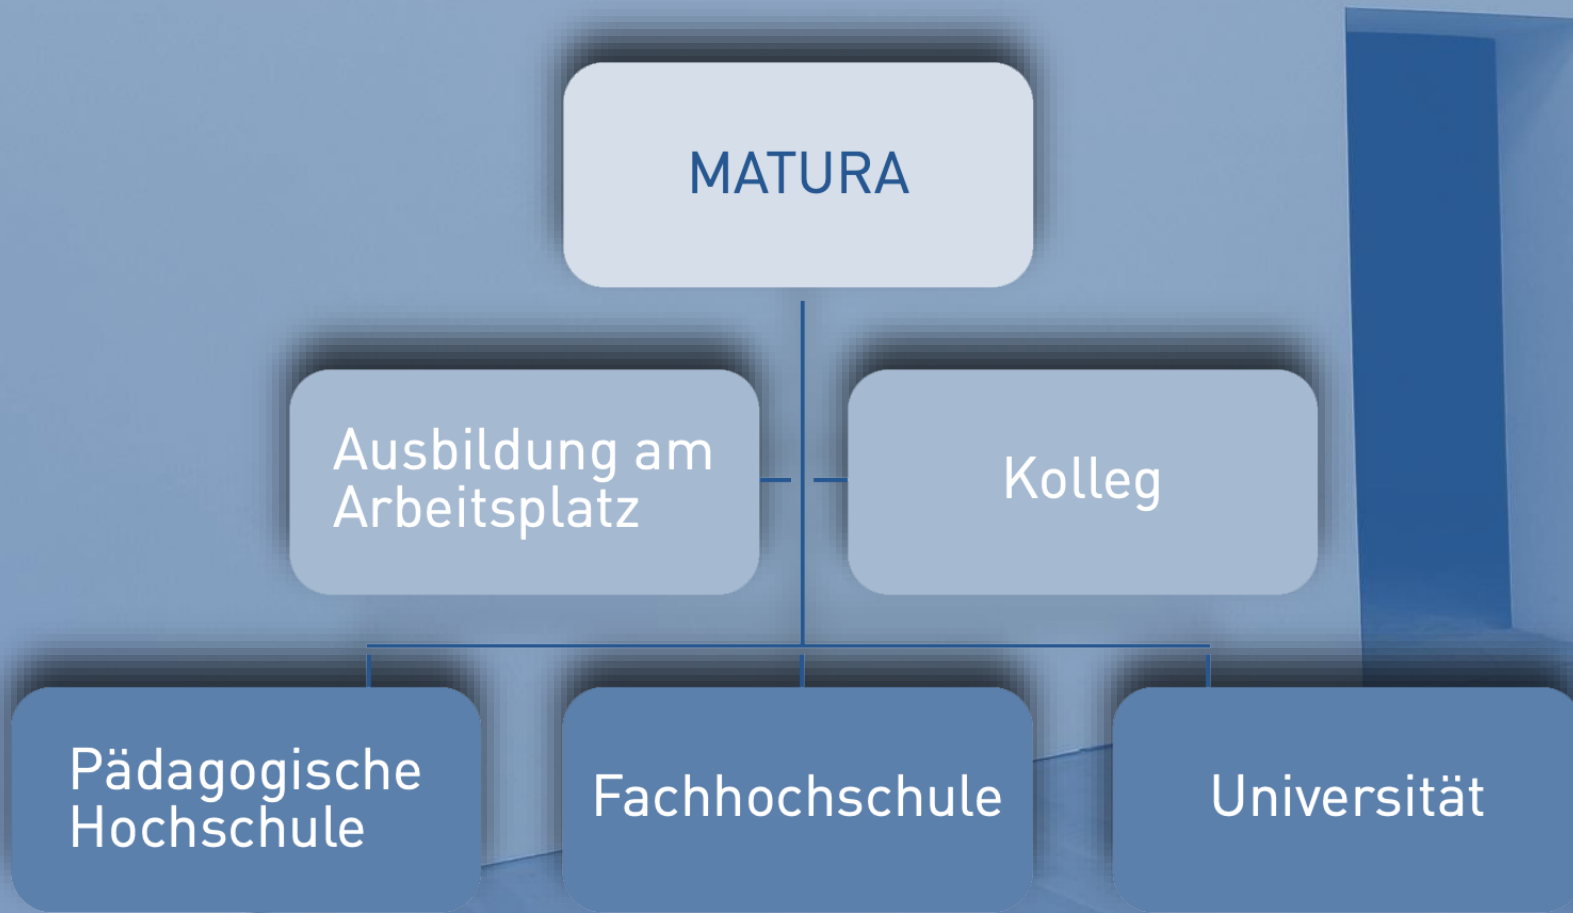 MATURA
Ausbildung am
Arbeitsplatz
Kolleg
Pädagogische
Hochschule
Fachhochschule
Universität